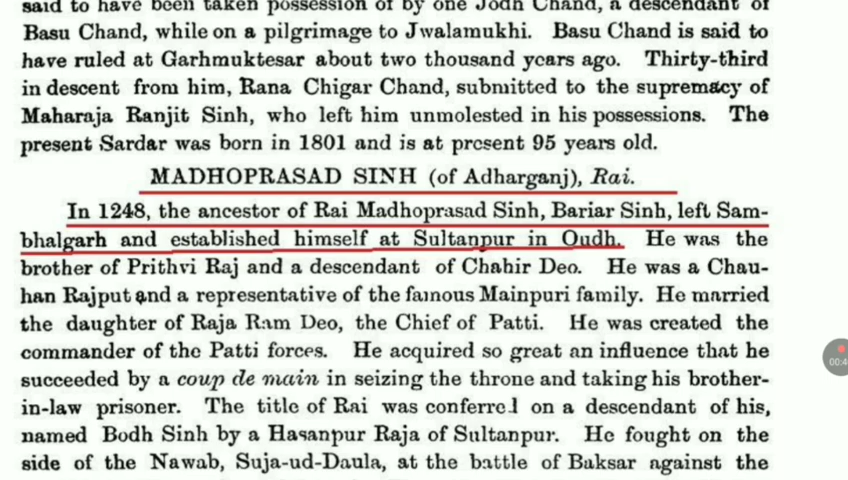 said to have been taken possession of by one Jodh Chand, a descendant of
Basu Chand, while on a pilgrimage to Jwalamukhi. Basu Chand is said to
have ruled at Garhmuktesar about two thousand years ago. Thirty-third
in descent from him, Rana Chigar Chand, submitted to the supremacy of
Maharaja Ranjit Sinh, who left him unmolested in his possessions. The
present Sardar was born in 1801 and is at present 95 years old.
MADHOPRASAD SINH (of Adharganj), Rai.
In 1248, the ancestor of Rai Madhoprasad Sinh, Bariar Sinh, left Sam-
bhalgarh and established himself at Sultanpur in Oudh. He was the
brother of Prithvi Raj and a descendant of Chahir Deo. He was a Chau-
han Rajput and a representative of the famous Mainpuri family. He married
the daughter of Raja Ram Deo, the Chief of Patti. He was created the
commander of the Patti forces. He acquired so great an influence that he
succeeded by a coup de main in seizing the throne and taking his brother-
in-law prisoner. The title of Rai was conferred on a descendant of his,
named Bodh Sinh by a Hasanpur Raja of Sultanpur. He fought on the
side of the Nawab, Suja-ud-Daula, at the battle of Baksar against the